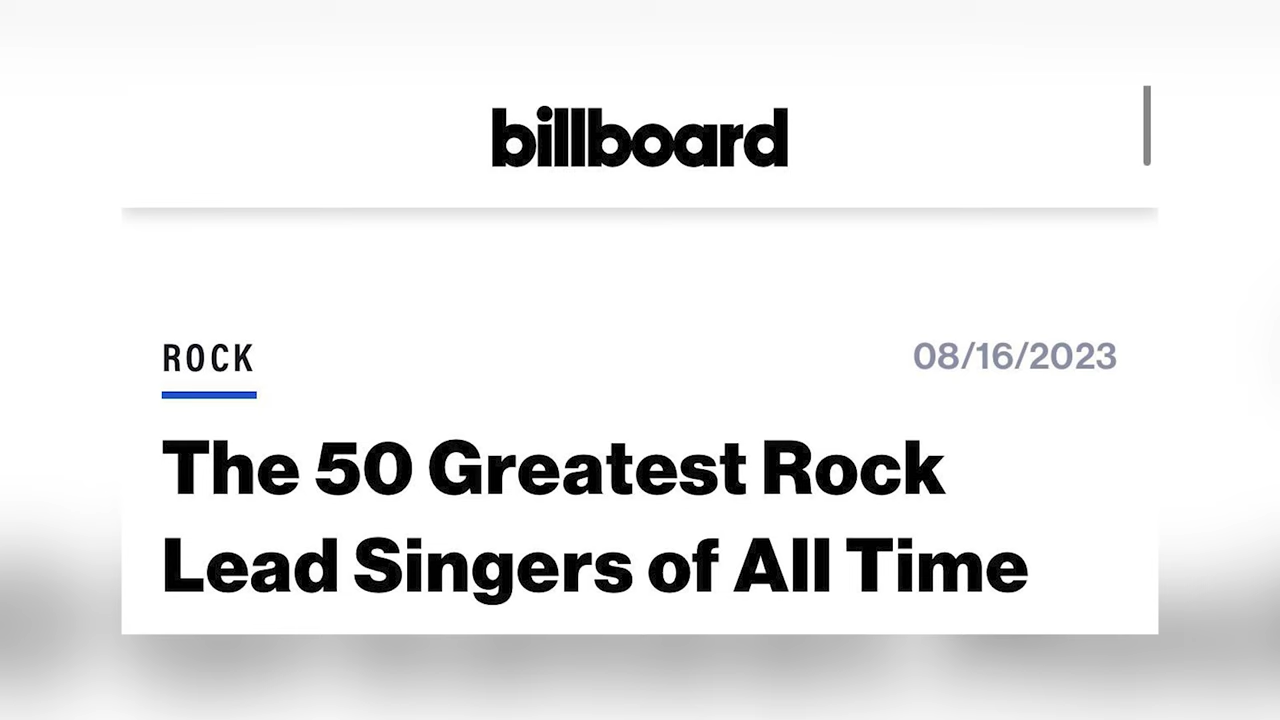 billboard
ROCK
08/16/2023
The 50 Greatest Rock
Lead Singers of All Time